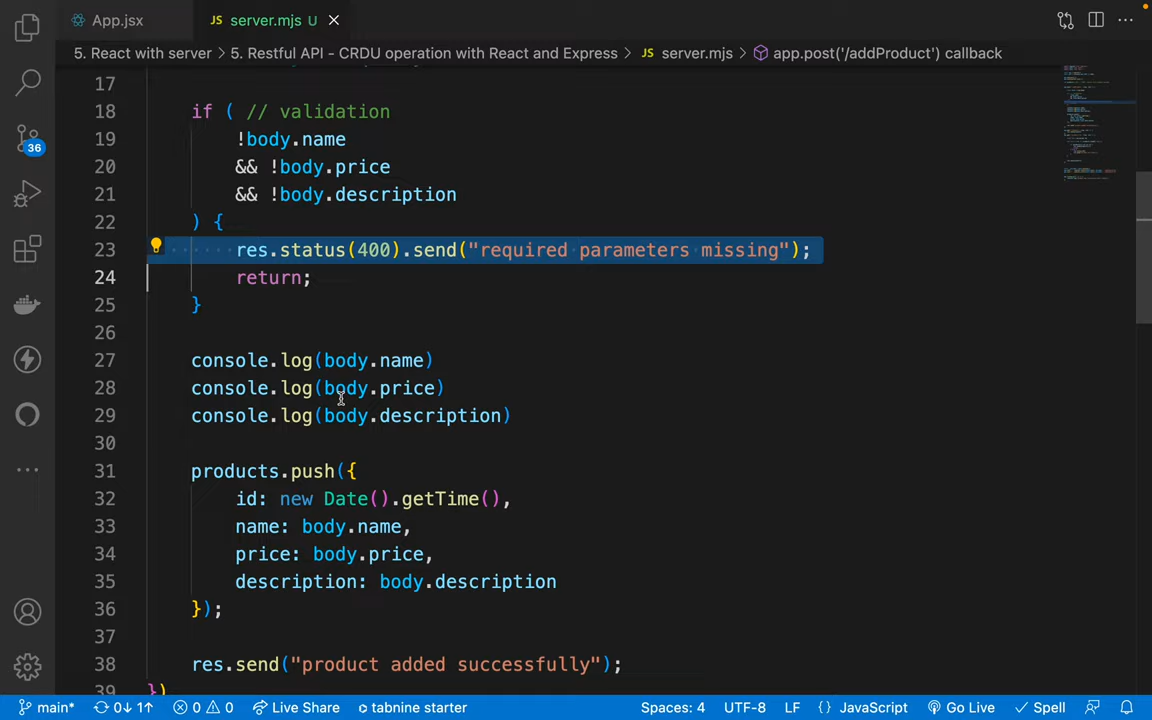 App.jsx
JS server.mjs U
5. React with server > 5. Restful API - CRDU operation with React and Express > JS server.mjs > app.post('/addProduct') callback
17
18 if ( // validation
19 !body.name
20 && !body.price
21 && !body.description
22 ) {
23 res.status(400).send("required parameters missing");
24 return;
25 }
26
27 console.log(body.name)
28 console.log(body.price)
29 console.log(body.description)
30
31 products.push({
32 id: new Date().getTime(),
33 name: body.name,
34 price: body.price,
35 description: body.description
36 });
37
38 res.send("product added successfully");
39 })
36
main* 0↓ 1↑ 0 0 Live Share tabnine starter Spaces: 4 UTF-8 LF {} JavaScript Go Live Spell